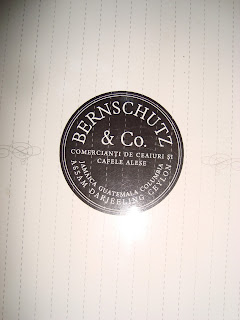 BERNSCHUTZ
& Co.
COMERCIANȚI DE CEAIURI ȘI
CAFELE ALESE
JAMAICA GUATEMALA COLUMBIA
ASSAM DARJEELING CEYLON